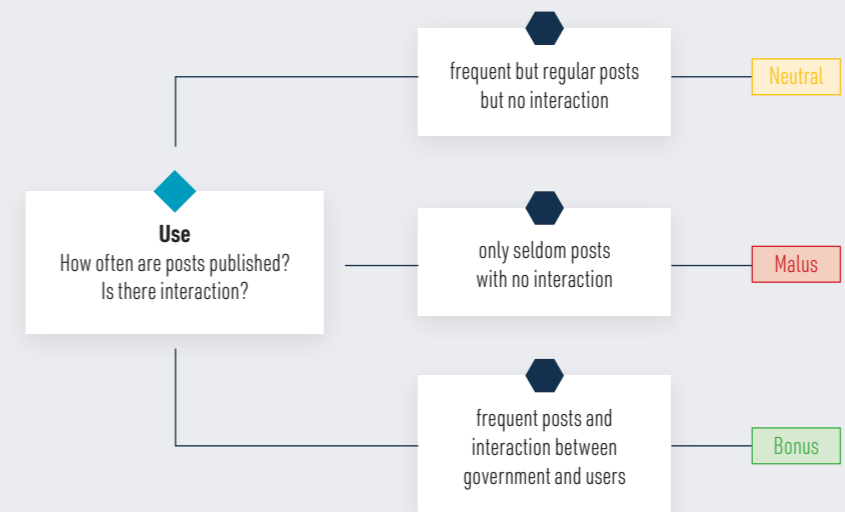 frequent but regular posts
but no interaction
Neutral
Use
How often are posts published?
Is there interaction?
only seldom posts
with no interaction
Malus
frequent posts and
interaction between
government and users
Bonus